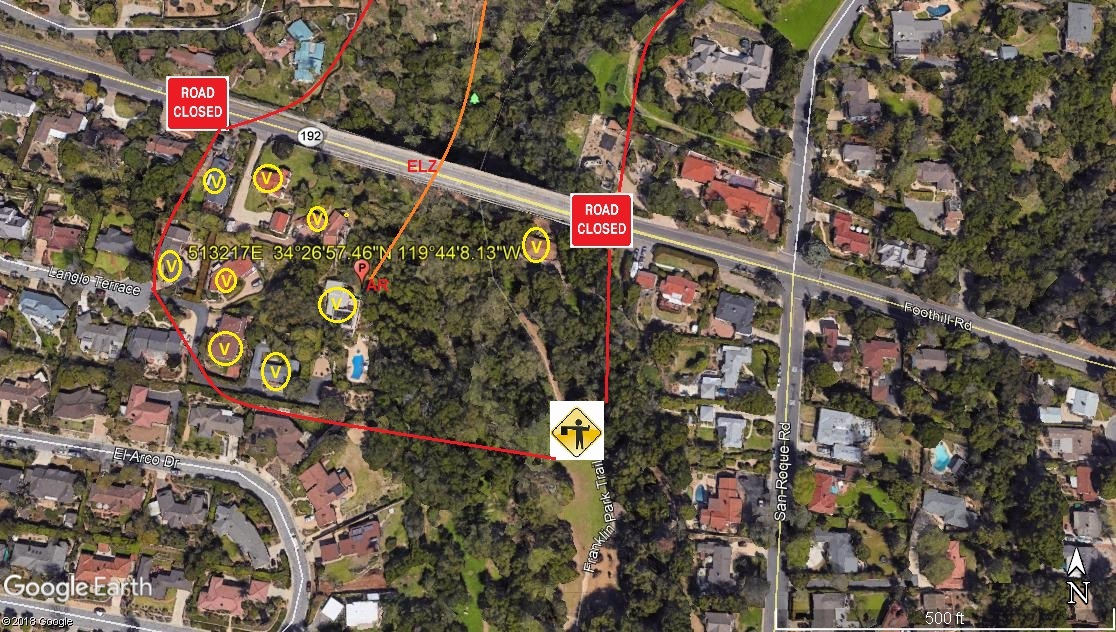 ROAD
CLOSED
192
ELZ
ROAD
CLOSED
V
V
V
V
513217E 34°26'57.46"N 119°44'8.13"W
V
V
P
AR
Langlo Terrace
V
Foothill Rd
V
V
El Arco Dr
San Roque Rd
Franklin Park Trail
Google Earth
©2018 Google
N
500 ft